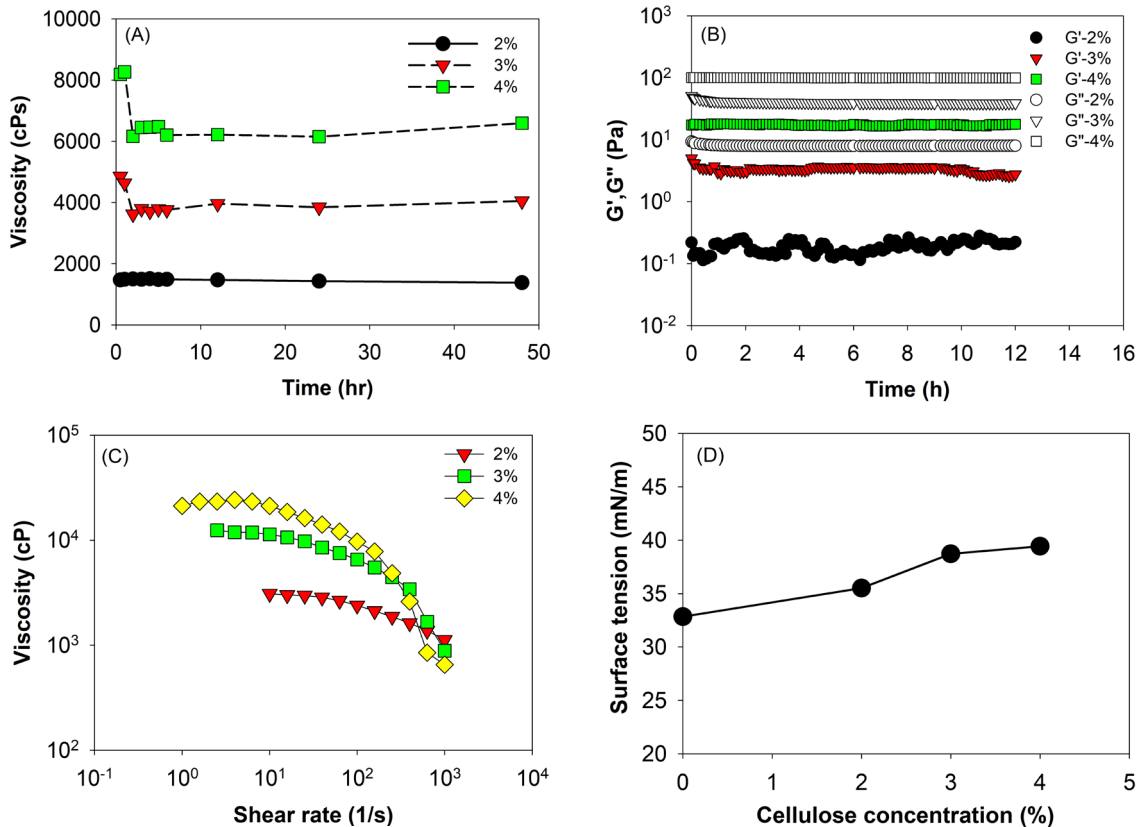 (A)
2%
3%
4%
10000
8000
6000
4000
2000
0
Viscosity (cPs)
0 10 20 30 40 50
Time (hr)
(B)
G'-2%
G'-3%
G'-4%
G"-2%
G"-3%
G"-4%
10³
10²
10¹
10⁰
10⁻¹
10⁻²
G',G" (Pa)
0 2 4 6 8 10 12 14 16
Time (h)
(C)
2%
3%
4%
10⁵
10⁴
10³
10²
Viscosity (cP)
10⁻¹ 10⁰ 10¹ 10² 10³ 10⁴
Shear rate (1/s)
(D)
50
45
40
35
30
25
20
Surface tension (mN/m)
0 1 2 3 4 5
Cellulose concentration (%)